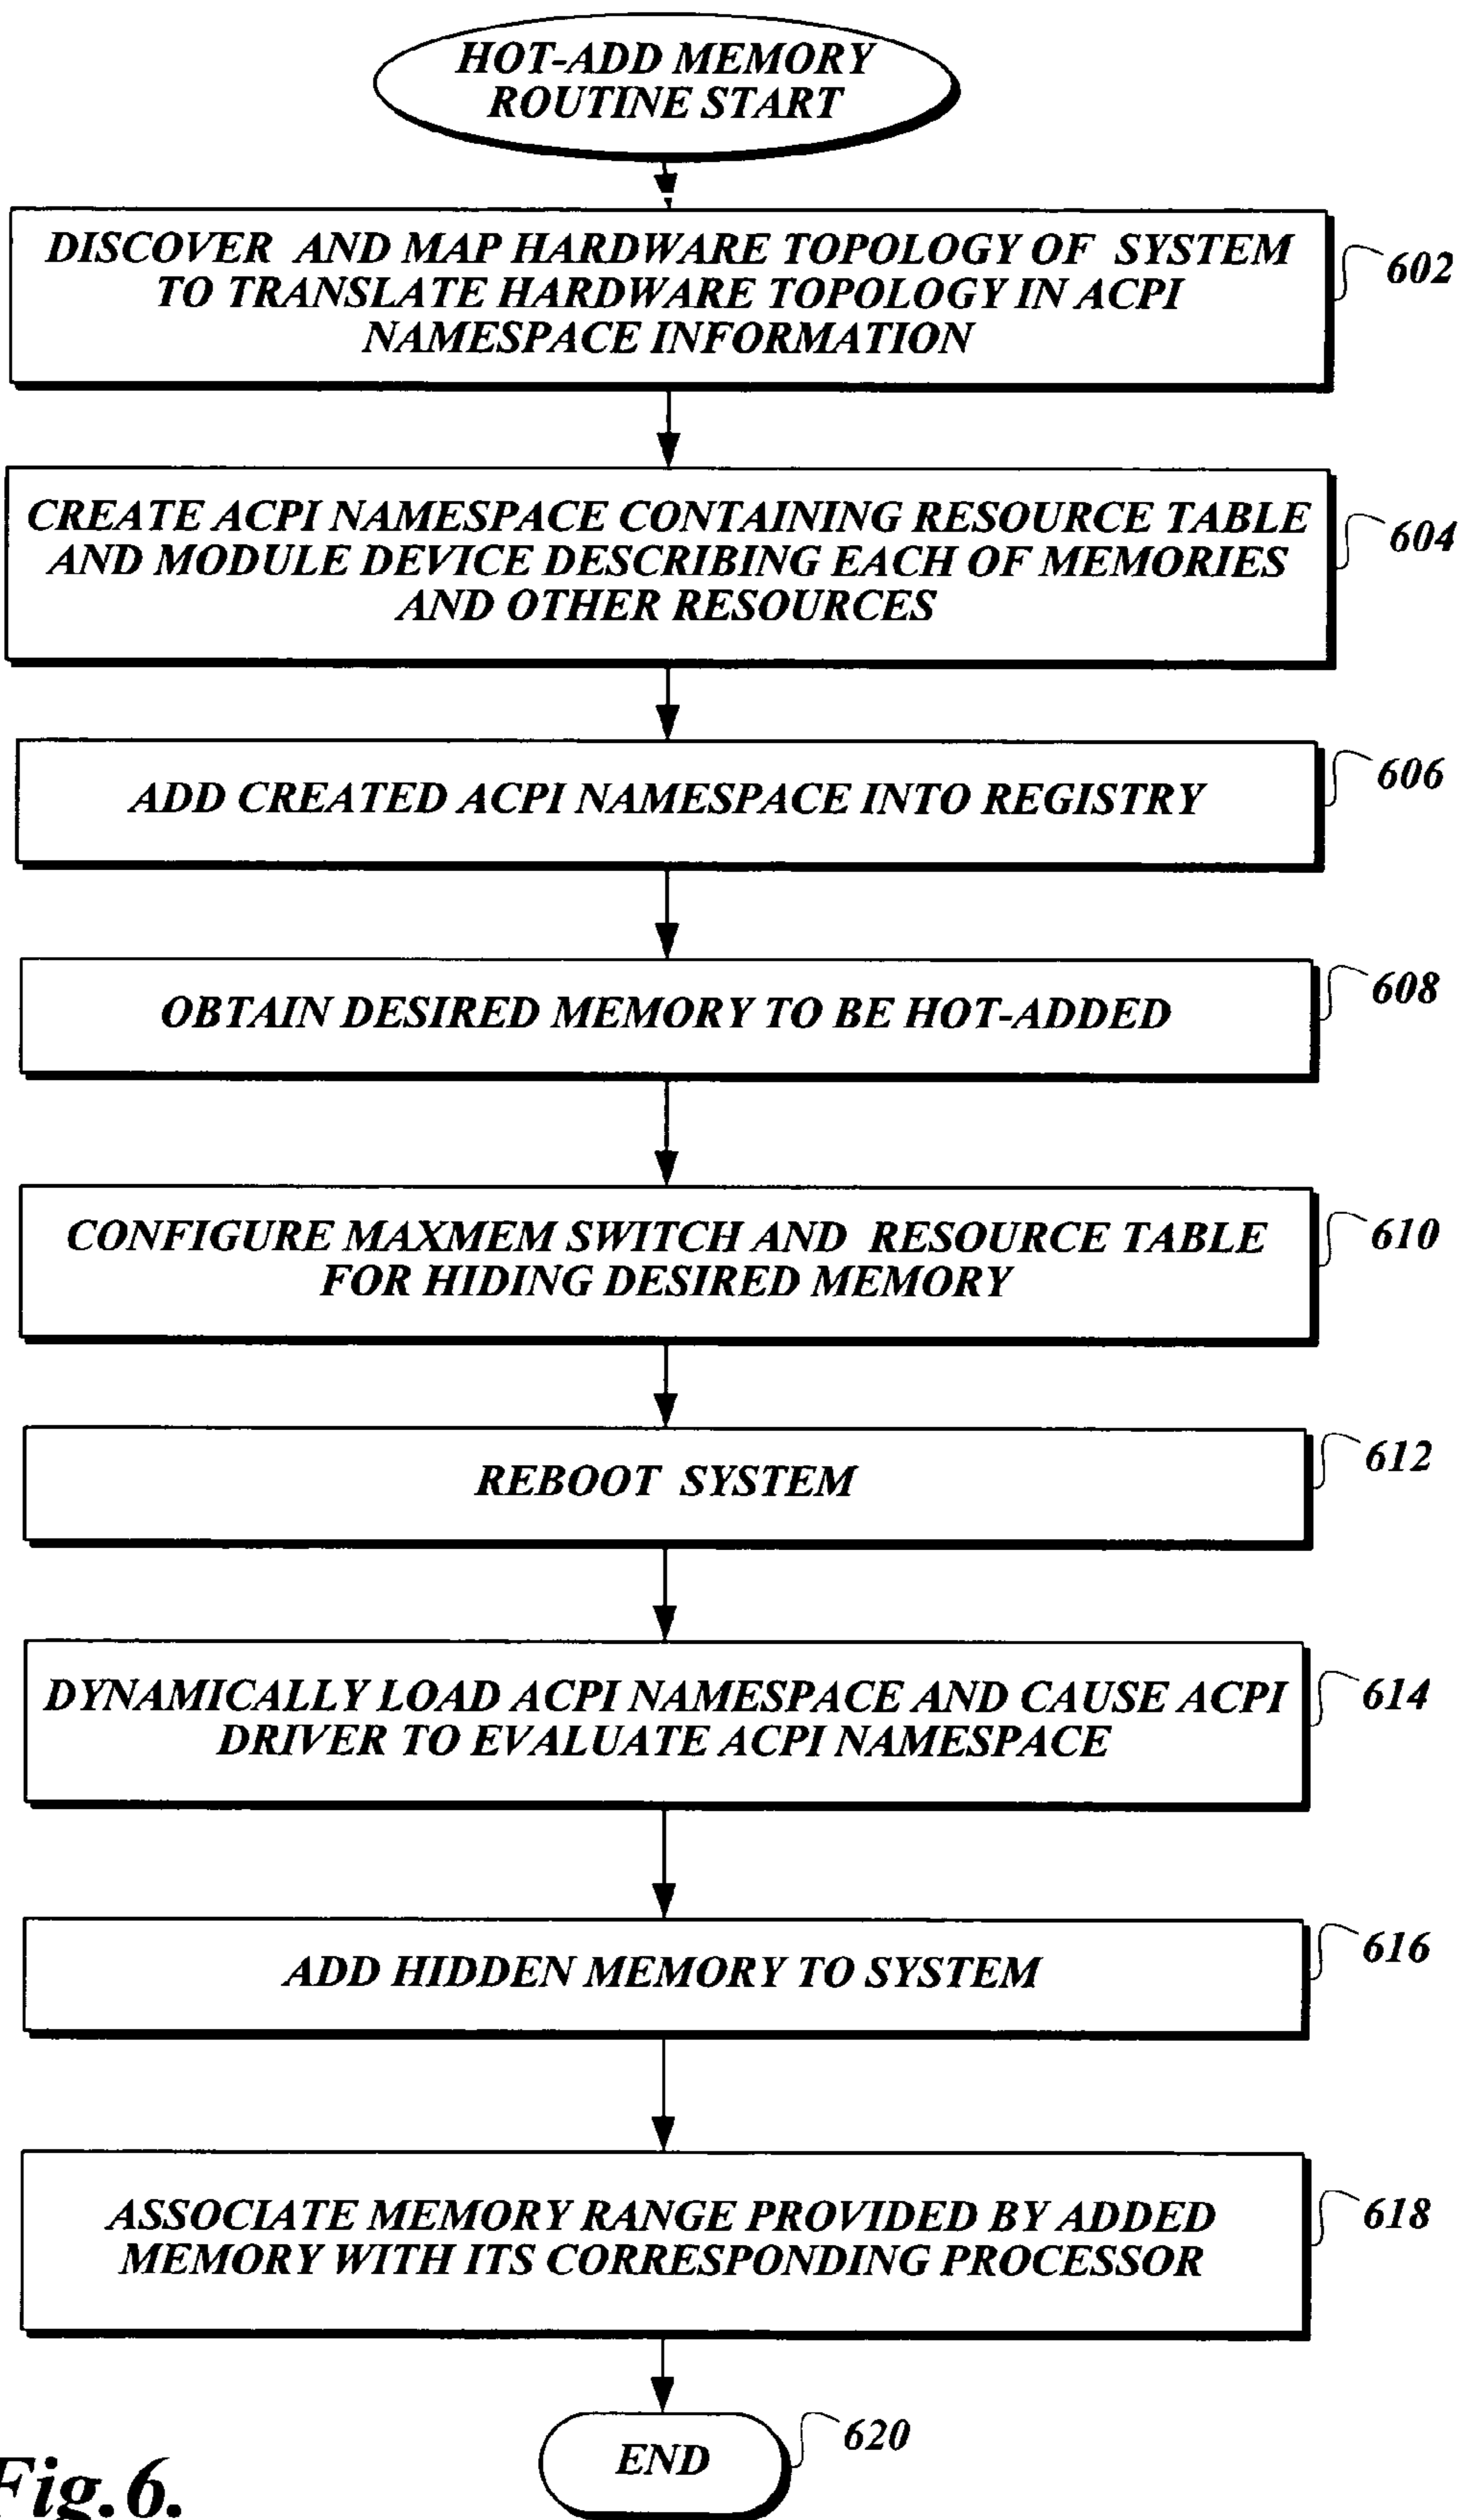 HOT-ADD MEMORY
ROUTINE START
DISCOVER AND MAP HARDWARE TOPOLOGY OF SYSTEM
TO TRANSLATE HARDWARE TOPOLOGY IN ACPI
NAMESPACE INFORMATION
602
CREATE ACPI NAMESPACE CONTAINING RESOURCE TABLE
AND MODULE DEVICE DESCRIBING EACH OF MEMORIES
AND OTHER RESOURCES
604
ADD CREATED ACPI NAMESPACE INTO REGISTRY
606
OBTAIN DESIRED MEMORY TO BE HOT-ADDED
608
CONFIGURE MAXMEM SWITCH AND RESOURCE TABLE
FOR HIDING DESIRED MEMORY
610
REBOOT SYSTEM
612
DYNAMICALLY LOAD ACPI NAMESPACE AND CAUSE ACPI
DRIVER TO EVALUATE ACPI NAMESPACE
614
ADD HIDDEN MEMORY TO SYSTEM
616
ASSOCIATE MEMORY RANGE PROVIDED BY ADDED
MEMORY WITH ITS CORRESPONDING PROCESSOR
618
END
620
Fig.6.